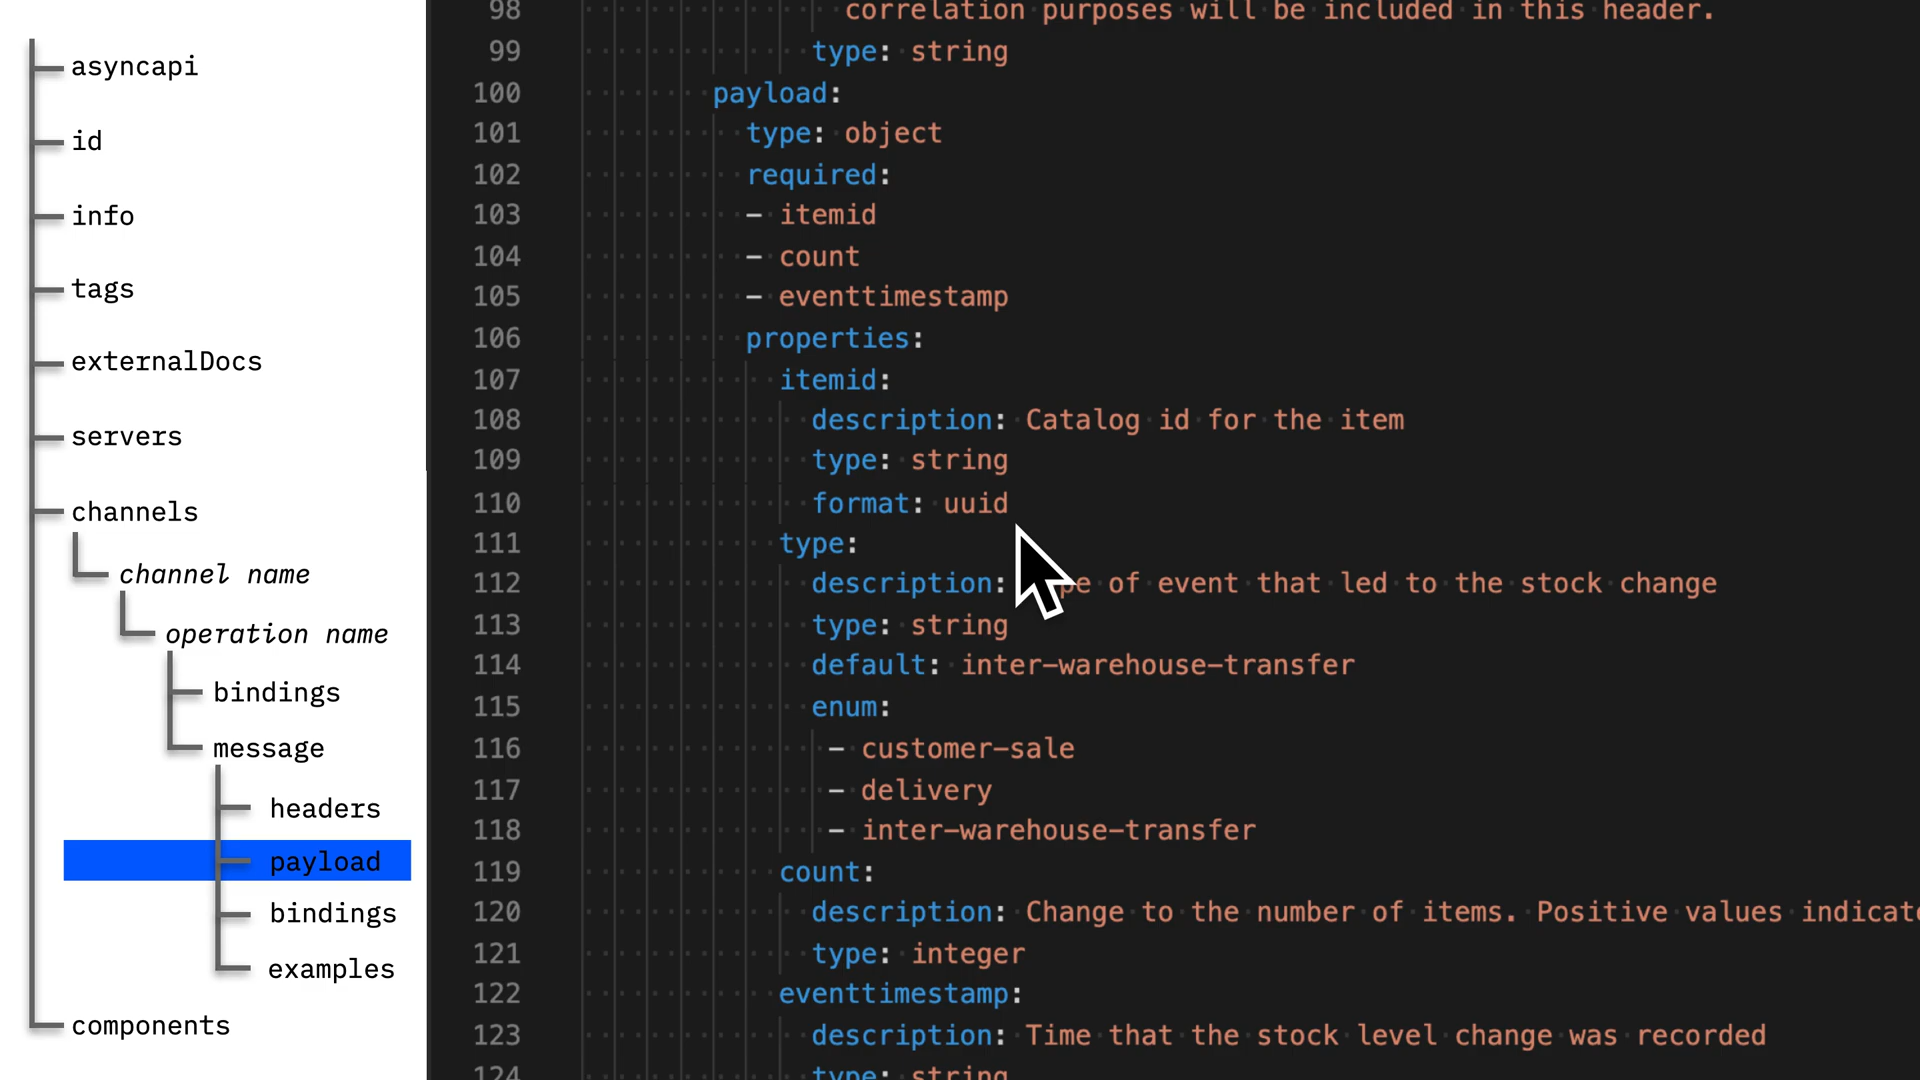 asyncapi
id
info
tags
externalDocs
servers
channels
channel name
operation name
bindings
message
headers
payload
bindings
examples
components
98 correlation purposes will be included in this header.
99 type: string
100 payload:
101 type: object
102 required:
103 - itemid
104 - count
105 - eventtimestamp
106 properties:
107 itemid:
108 description: Catalog id for the item
109 type: string
110 format: uuid
111 type:
112 description: of event that led to the stock change
113 type: string
114 default: inter-warehouse-transfer
115 enum:
116 - customer-sale
117 - delivery
118 - inter-warehouse-transfer
119 count:
120 description: Change to the number of items. Positive values
121 type: integer
122 eventtimestamp:
123 description: Time that the stock level change was recorded
124 type: string